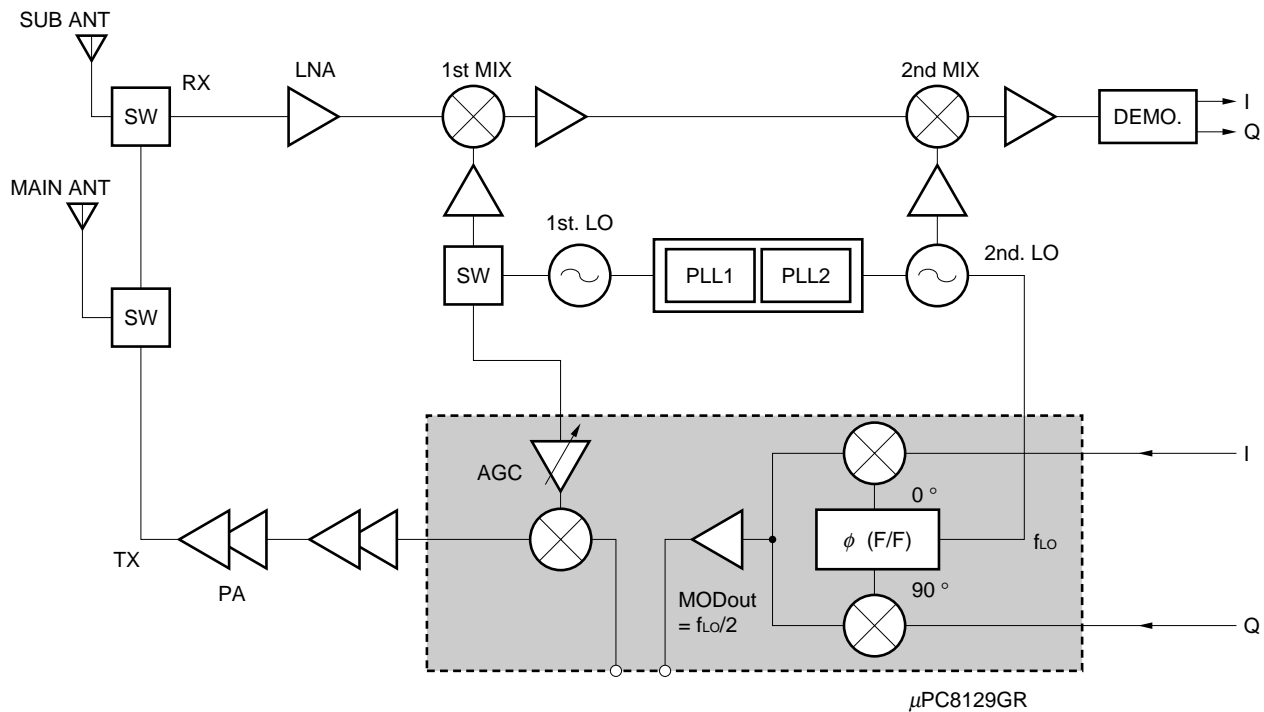 SUB ANT
RX
LNA
1st MIX
2nd MIX
SW
DEMO.
I
Q
MAIN ANT
1st. LO
2nd. LO
SW
PLL1
PLL2
SW
AGC
I
0 °
φ (F/F)
fLO
TX
PA
90 °
MODout
= fLO/2
Q
µPC8129GR